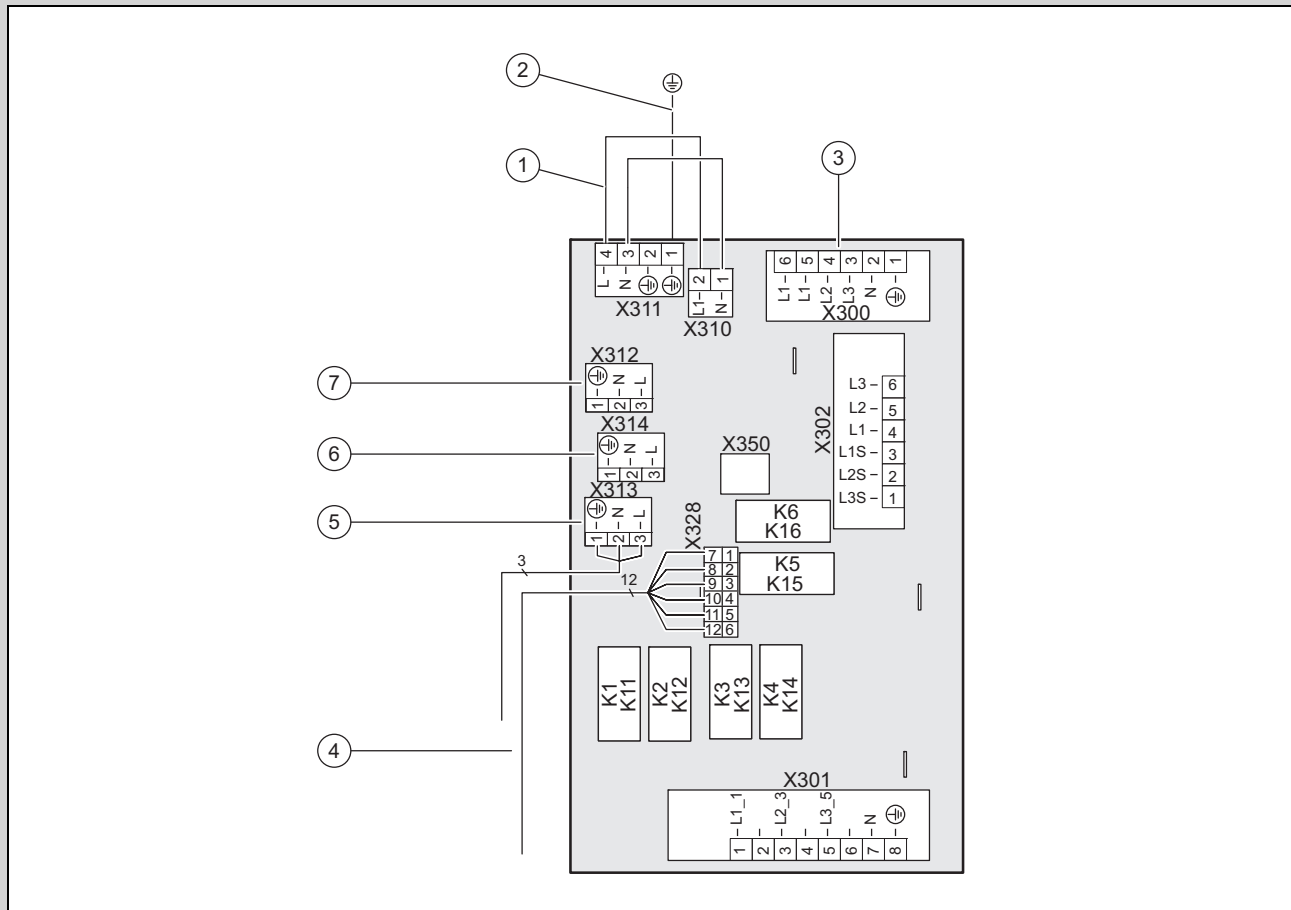 2
1
3
4 3 2 1
L – N – ⏚ – ⏚ –
X311
2 1
L1 – N –
X310
6 5 4 3 2 1
L1 – L1 – L2 – L3 – N – ⏚ –
X300
7
X312
⏚ – N – L –
1 2 3
6
X314
⏚ – N – L –
1 2 3
5
X313
⏚ – N – L –
1 2 3
X302
L3 – 6
L2 – 5
L1 – 4
L1S – 3
L2S – 2
L3S – 1
X350
K6
K16
X328
K5
K15
7 1
8 2
9 3
10 4
11 5
12 6
3
12
K1
K11
K2
K12
K3
K13
K4
K14
4
X301
– L1_1 – – L2_3 – – L3_5 – – N – ⏚
1 2 3 4 5 6 7 8